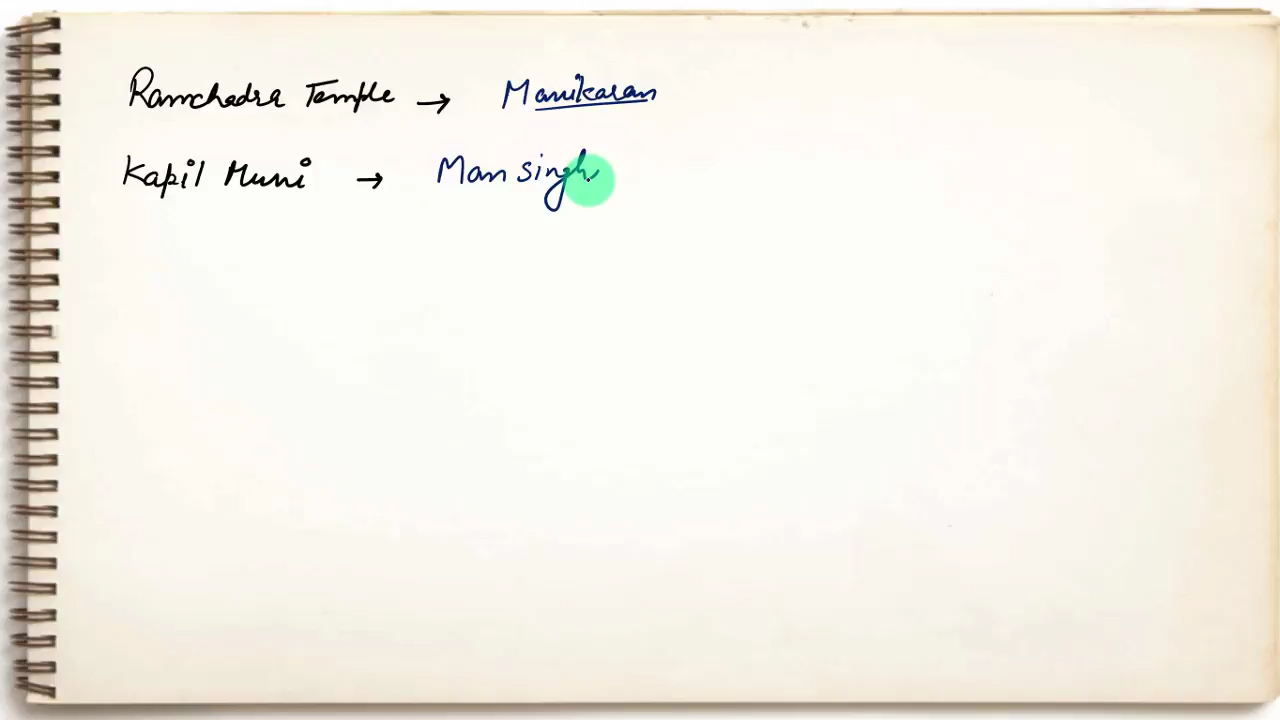 Ramchadra Temple → Manikaran
Kapil Muni → Man singh